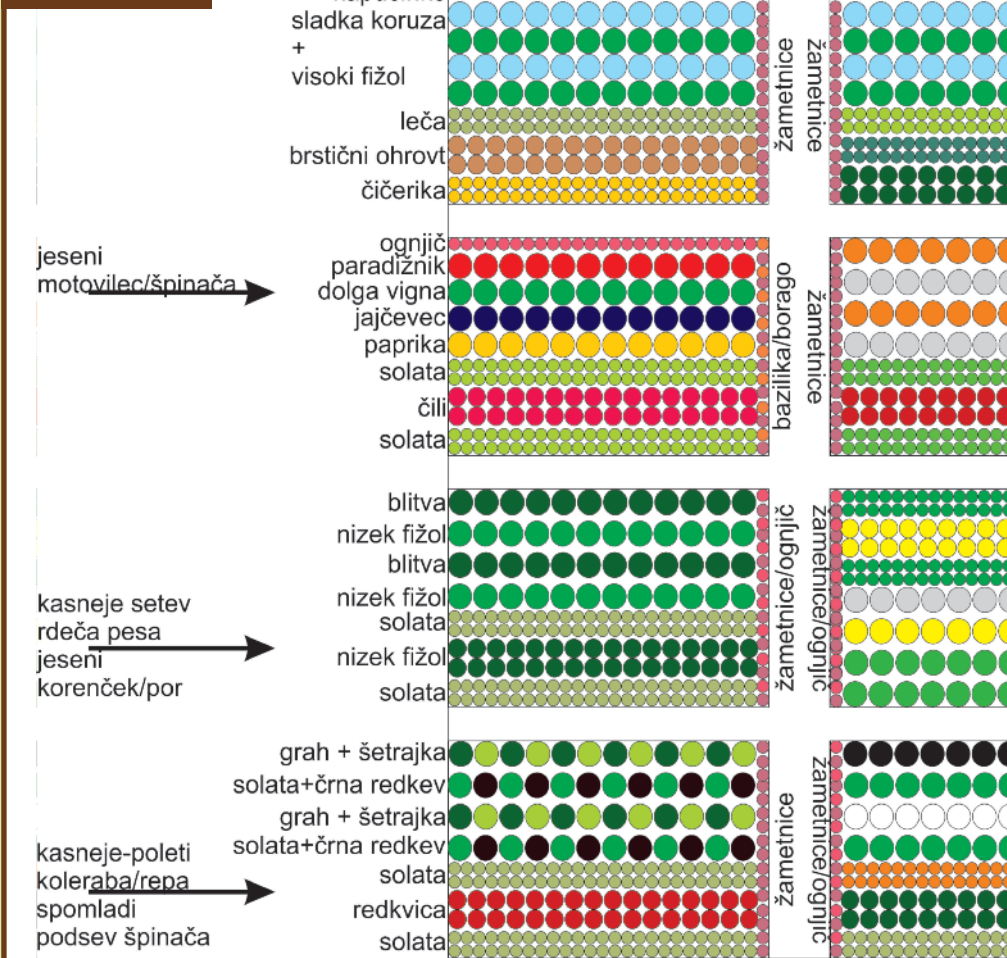 sladka koruza
+
visoki fižol
leča
brstični ohrovt
čičerika
žametnice
žametnice
jeseni
motovilec/špinača
ognjič
paradižnik
dolga vigna
jajčevec
paprika
solata
čili
solata
bazilika/borago
žametnice
kasneje setev
rdeča pesa
jeseni
korenček/por
blitva
nizek fižol
blitva
nizek fižol
solata
nizek fižol
solata
žametnice/ognjič
žametnice/ognjič
kasneje-poleti
koleraba/repa
spomladi
podsev špinača
grah + šetrajka
solata+črna redkev
grah + šetrajka
solata+črna redkev
solata
redkvica
solata
žametnice
žametnice/ognjič